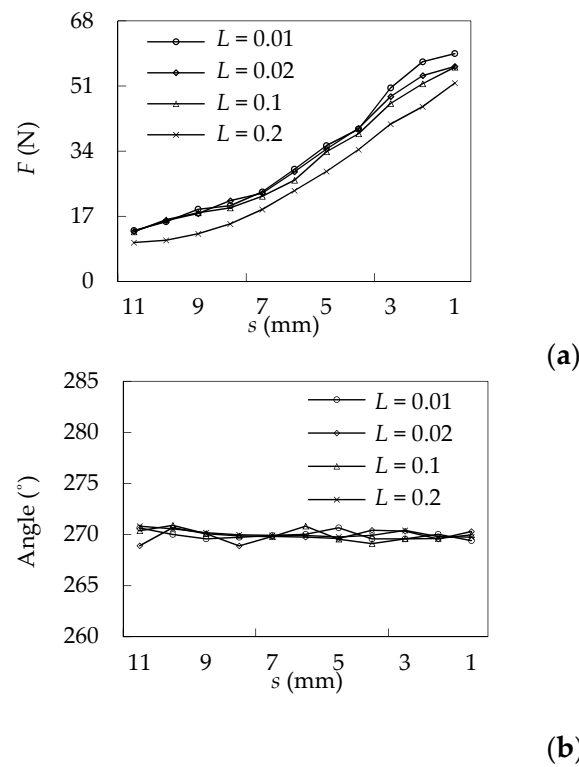 68
51
34
17
0
F (N)
L = 0.01
L = 0.02
L = 0.1
L = 0.2
11 9 7 5 3 1
s (mm)
(a)
285
280
275
270
265
260
Angle (°)
L = 0.01
L = 0.02
L = 0.1
L = 0.2
11 9 7 5 3 1
s (mm)
(b)